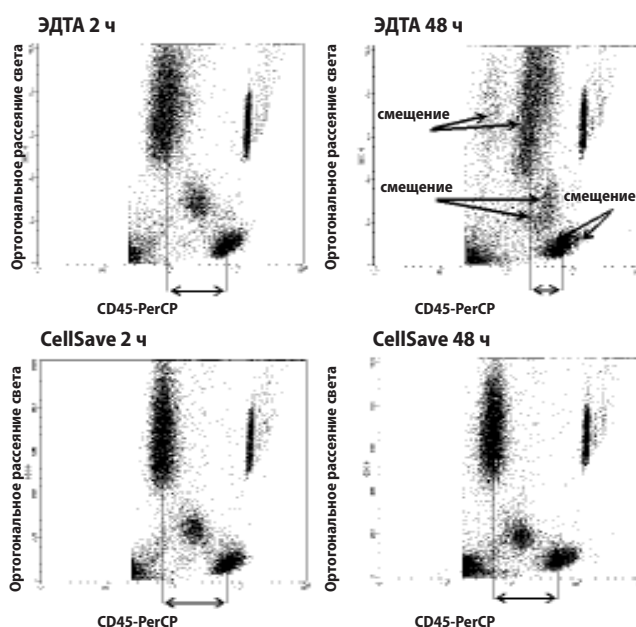 ЭДТА 2 ч
Ортогональное рассеяние света
CD45-PerCP
ЭДТА 48 ч
Ортогональное рассеяние света
смещение
смещение
смещение
CD45-PerCP
CellSave 2 ч
Ортогональное рассеяние света
CD45-PerCP
CellSave 48 ч
Ортогональное рассеяние света
CD45-PerCP